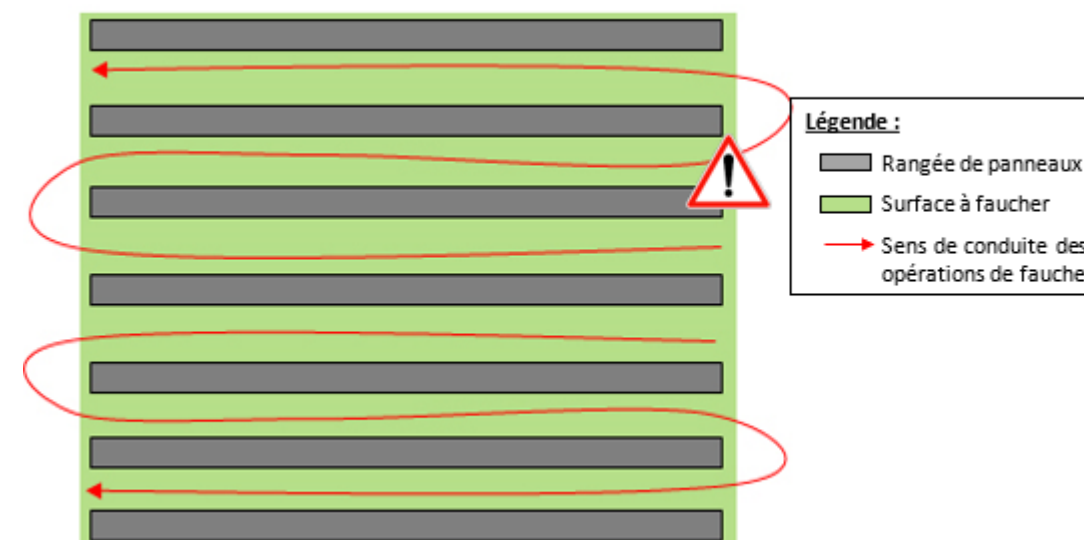 Légende :
Rangée de panneaux
Surface à faucher
Sens de conduite des
opérations de fauche